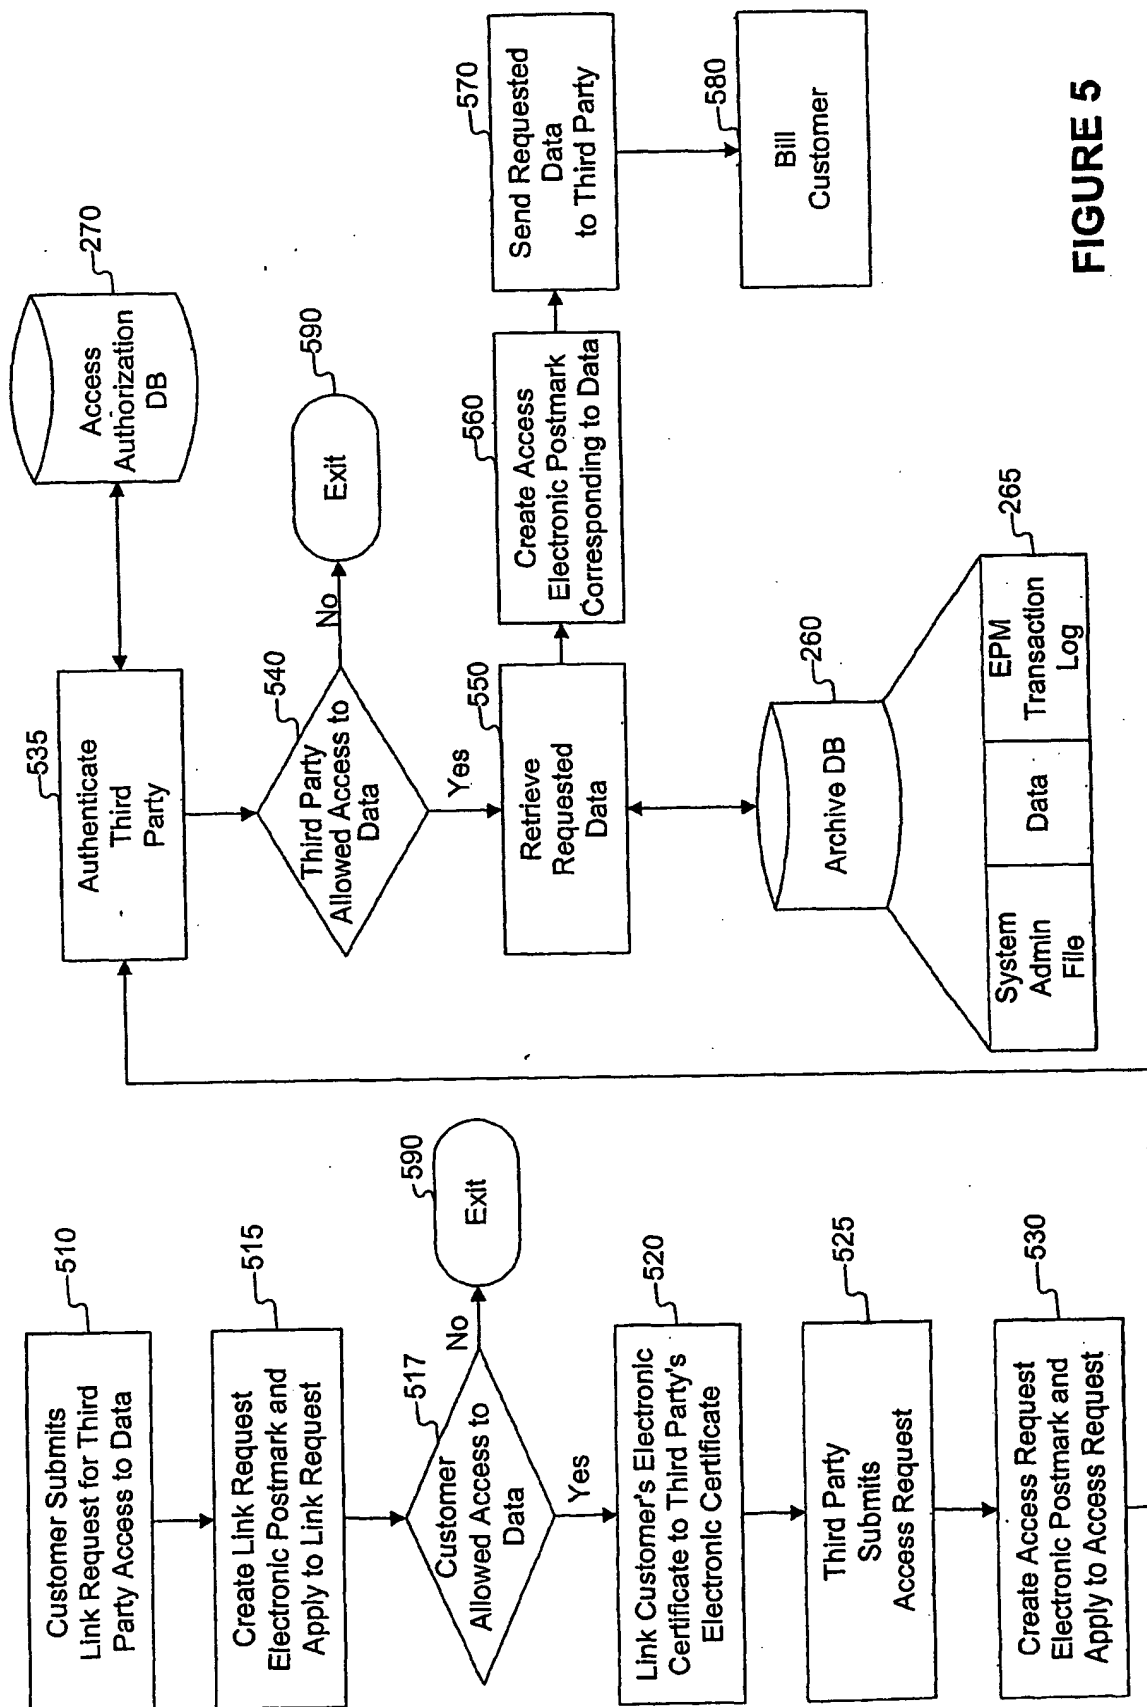 Customer Submits
Link Request for Third
Party Access to Data
510
Create Link Request
Electronic Postmark and
Apply to Link Request
515
Customer
Allowed Access to
Data
517
No
Exit
590
Yes
Link Customer's Electronic
Certificate to Third Party's
Electronic Certificate
520
Third Party
Submits
Access Request
525
Create Access Request
Electronic Postmark and
Apply to Access Request
530
Authenticate
Third
Party
535
Access
Authorization
DB
270
Third Party
Allowed Access to
Data
540
No
Exit
590
Yes
Retrieve
Requested
Data
550
Create Access
Electronic Postmark
Corresponding to Data
560
Send Requested
Data
to Third Party
570
Bill
Customer
580
Archive DB
260
System
Admin
File
Data
EPM
Transaction
Log
265
FIGURE 5